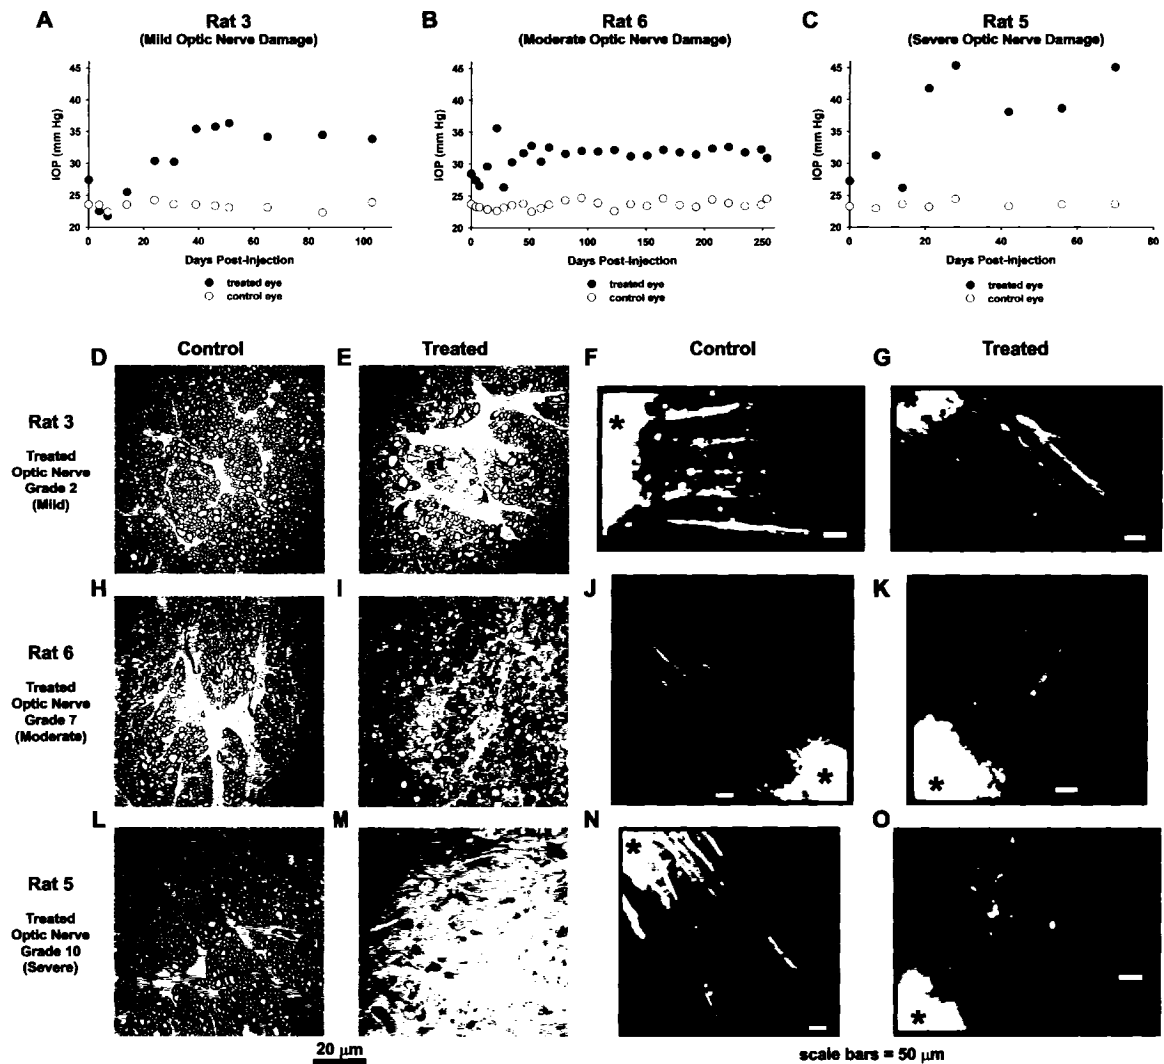 A
Rat 3
(Mild Optic Nerve Damage)
IOP (mm Hg)
45
40
35
30
25
20
0
20
40
60
80
100
Days Post-Injection
treated eye
control eye
B
Rat 6
(Moderate Optic Nerve Damage)
IOP (mm Hg)
45
40
35
30
25
20
0
50
100
150
200
250
Days Post-Injection
treated eye
control eye
C
Rat 5
(Severe Optic Nerve Damage)
IOP (mm Hg)
45
40
35
30
25
20
0
20
40
60
80
Days Post-Injection
treated eye
control eye
Control
Treated
Control
Treated
D
E
F
G
Rat 3
Treated
Optic Nerve
Grade 2
(Mild)
*
*
H
I
J
K
Rat 6
Treated
Optic Nerve
Grade 7
(Moderate)
*
*
L
M
N
O
Rat 5
Treated
Optic Nerve
Grade 10
(Severe)
*
*
20 μm
scale bars = 50 μm